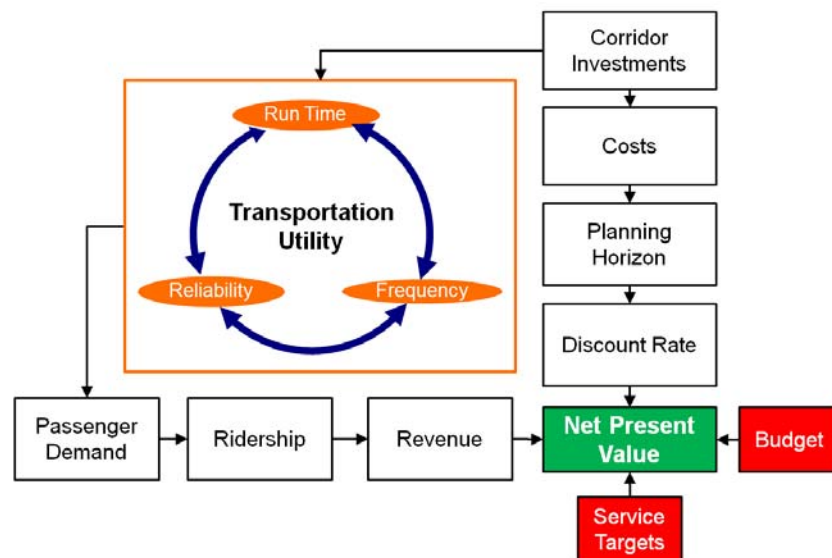 Corridor
Investments
Run Time
Costs
Transportation
Utility
Planning
Horizon
Reliability
Frequency
Discount Rate
Passenger
Demand
Ridership
Revenue
Net Present
Value
Budget
Service
Targets